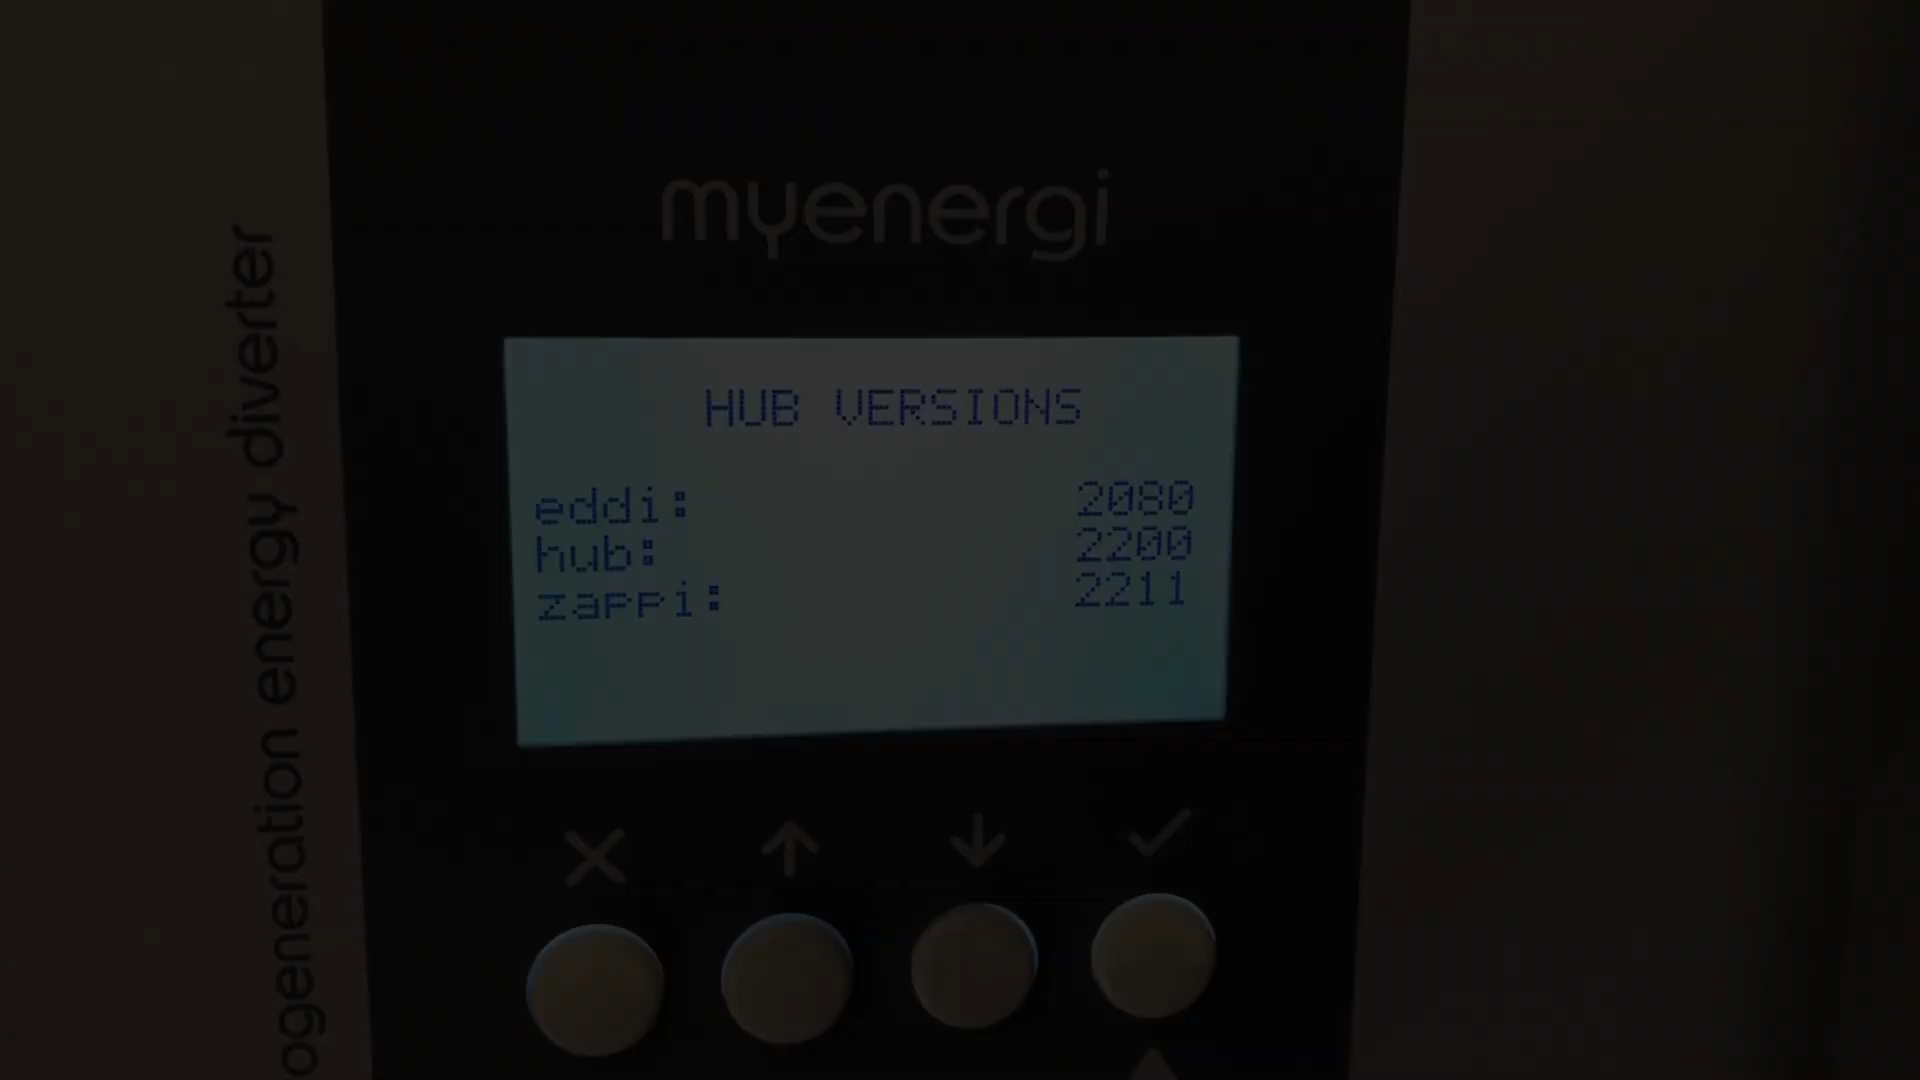 myenergi
ogeneration energy diverter
HUB VERSIONS
eddi: 2080
hub: 2200
zappi: 2211